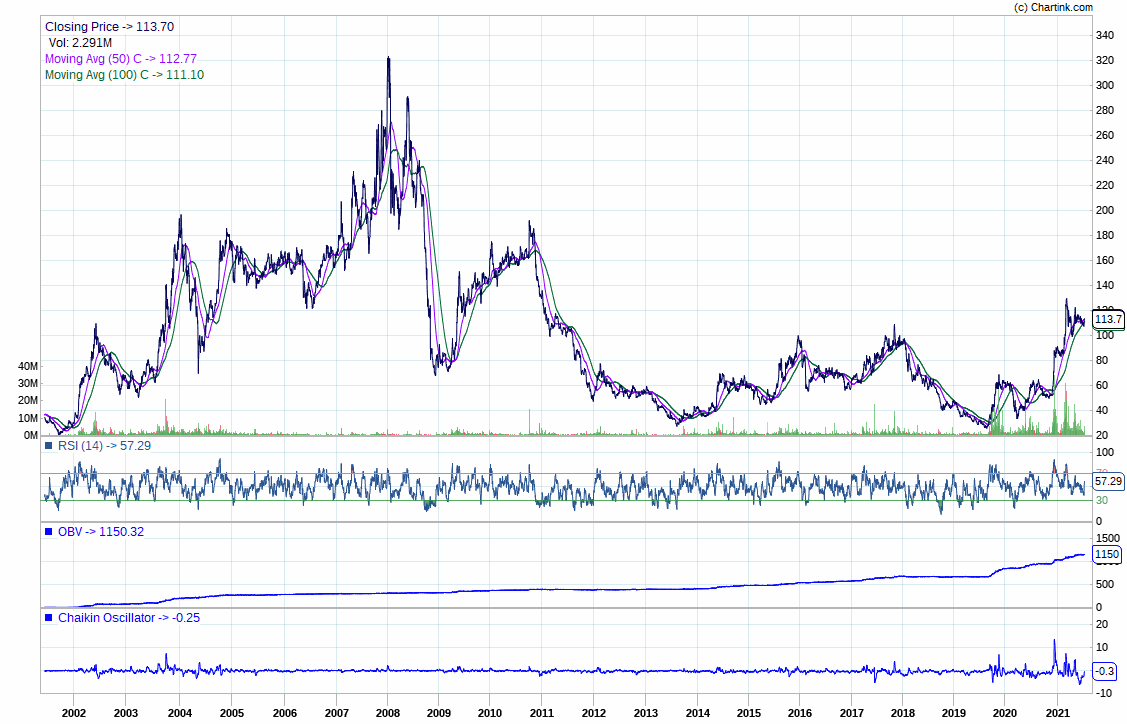 (c) Chartink.com
Closing Price -> 113.70
Vol: 2.291M
Moving Avg (50) C -> 112.77
Moving Avg (100) C -> 111.10
340
320
300
280
260
240
220
200
180
160
140
120
113.7
100
80
60
40
20
40M
30M
20M
10M
0M
RSI (14) -> 57.29
100
70
57.29
30
0
OBV -> 1150.32
1500
1150
1000
500
0
Chaikin Oscillator -> -0.25
20
10
-0.3
-10
2002 2003 2004 2005 2006 2007 2008 2009 2010 2011 2012 2013 2014 2015 2016 2017 2018 2019 2020 2021